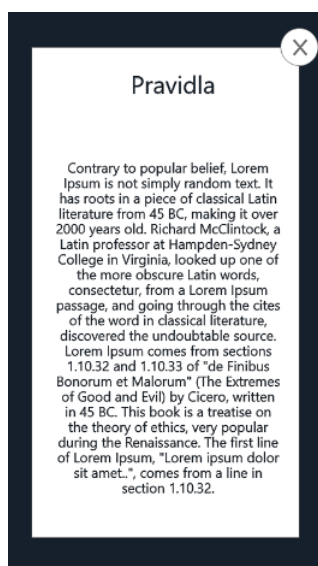 Pravidla
Contrary to popular belief, Lorem
Ipsum is not simply random text. It
has roots in a piece of classical Latin
literature from 45 BC, making it over
2000 years old. Richard McClintock, a
Latin professor at Hampden-Sydney
College in Virginia, looked up one of
the more obscure Latin words,
consectetur, from a Lorem Ipsum
passage, and going through the cites
of the word in classical literature,
discovered the undoubtable source.
Lorem Ipsum comes from sections
1.10.32 and 1.10.33 of "de Finibus
Bonorum et Malorum" (The Extremes
of Good and Evil) by Cicero, written
in 45 BC. This book is a treatise on
the theory of ethics, very popular
during the Renaissance. The first line
of Lorem Ipsum, "Lorem ipsum dolor
sit amet..", comes from a line in
section 1.10.32.